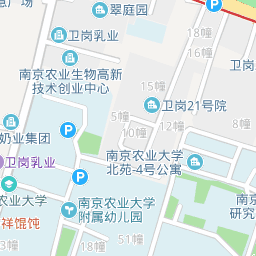 翠庭园
广场
卫岗乳业
18幢
16幢
卫岗
南京农业生物高新
技术创业中心
15幢
卫岗21号院
5幢
10幢
12幢
8幢
奶业集团
卫岗乳业
南京农业大学
北苑-4号公寓
农业大学
南京农业大学
附属幼儿园
南京
研究
祥馄饨